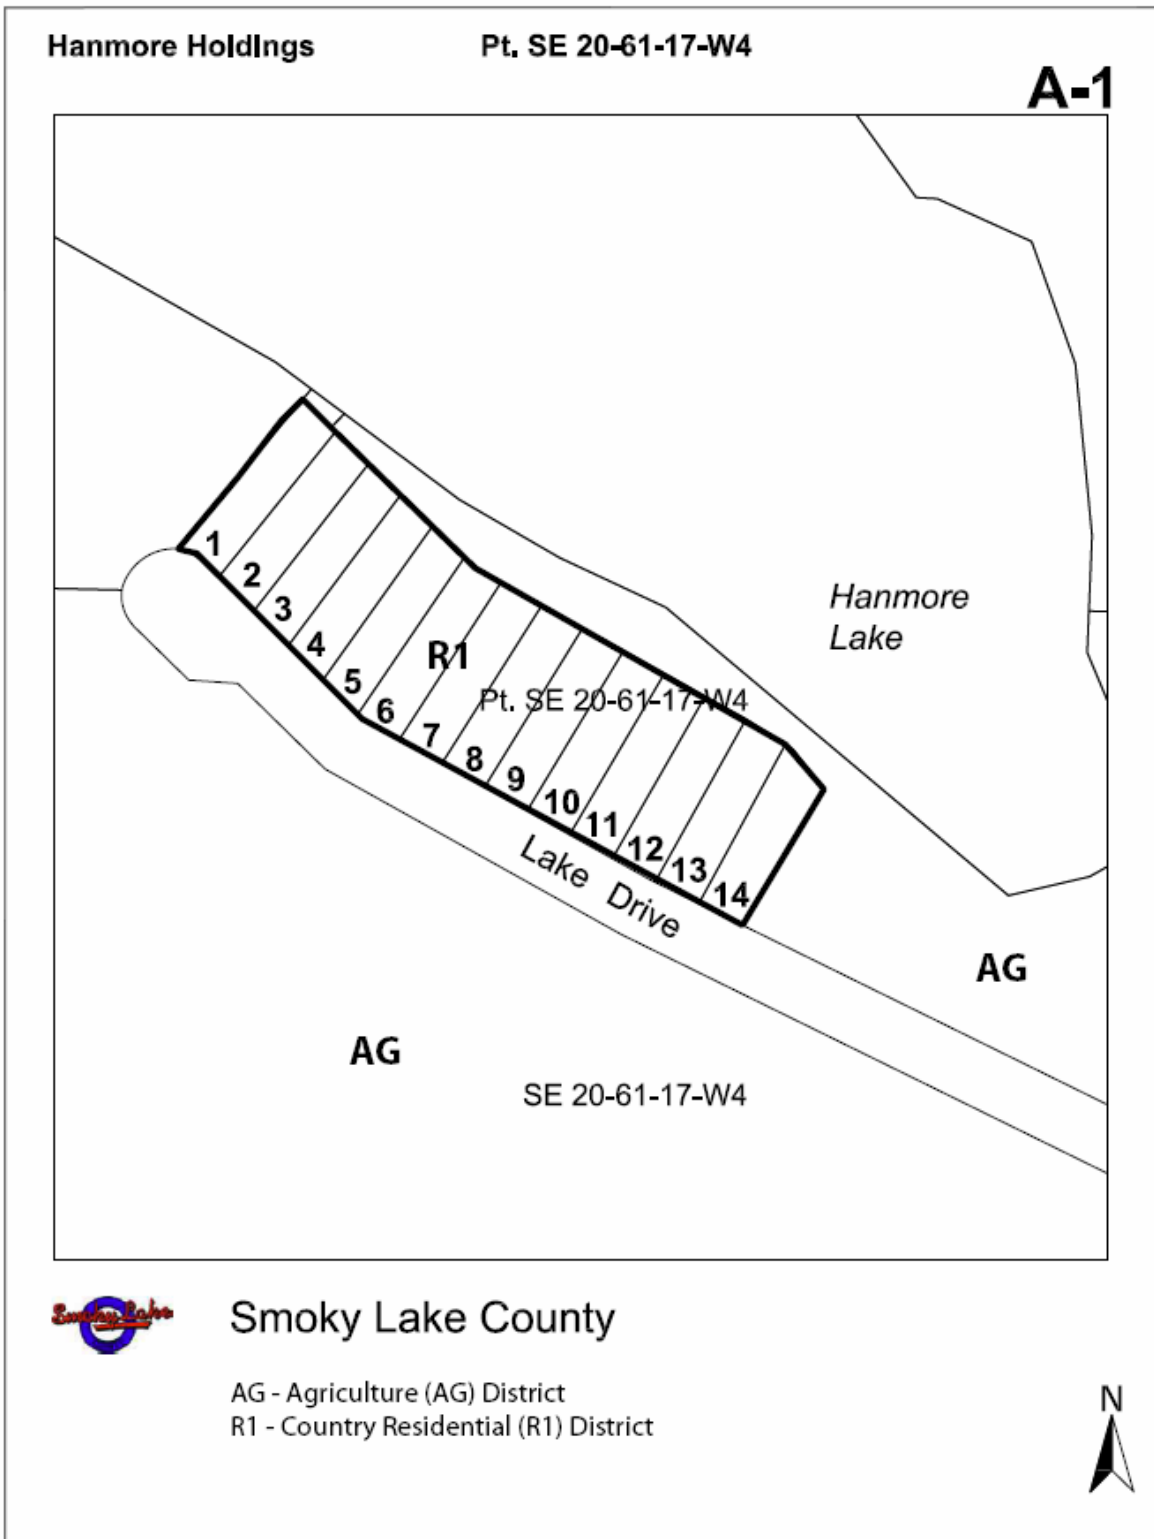 Hanmore Holdings
Pt. SE 20-61-17-W4
A-1
1
2
3
4
5
6
7
8
9
10
11
12
13
14
R1
Pt. SE 20-61-17-W4
Hanmore
Lake
Lake Drive
AG
AG
SE 20-61-17-W4
Smoky Lake
Smoky Lake County
AG - Agriculture (AG) District
R1 - Country Residential (R1) District
N